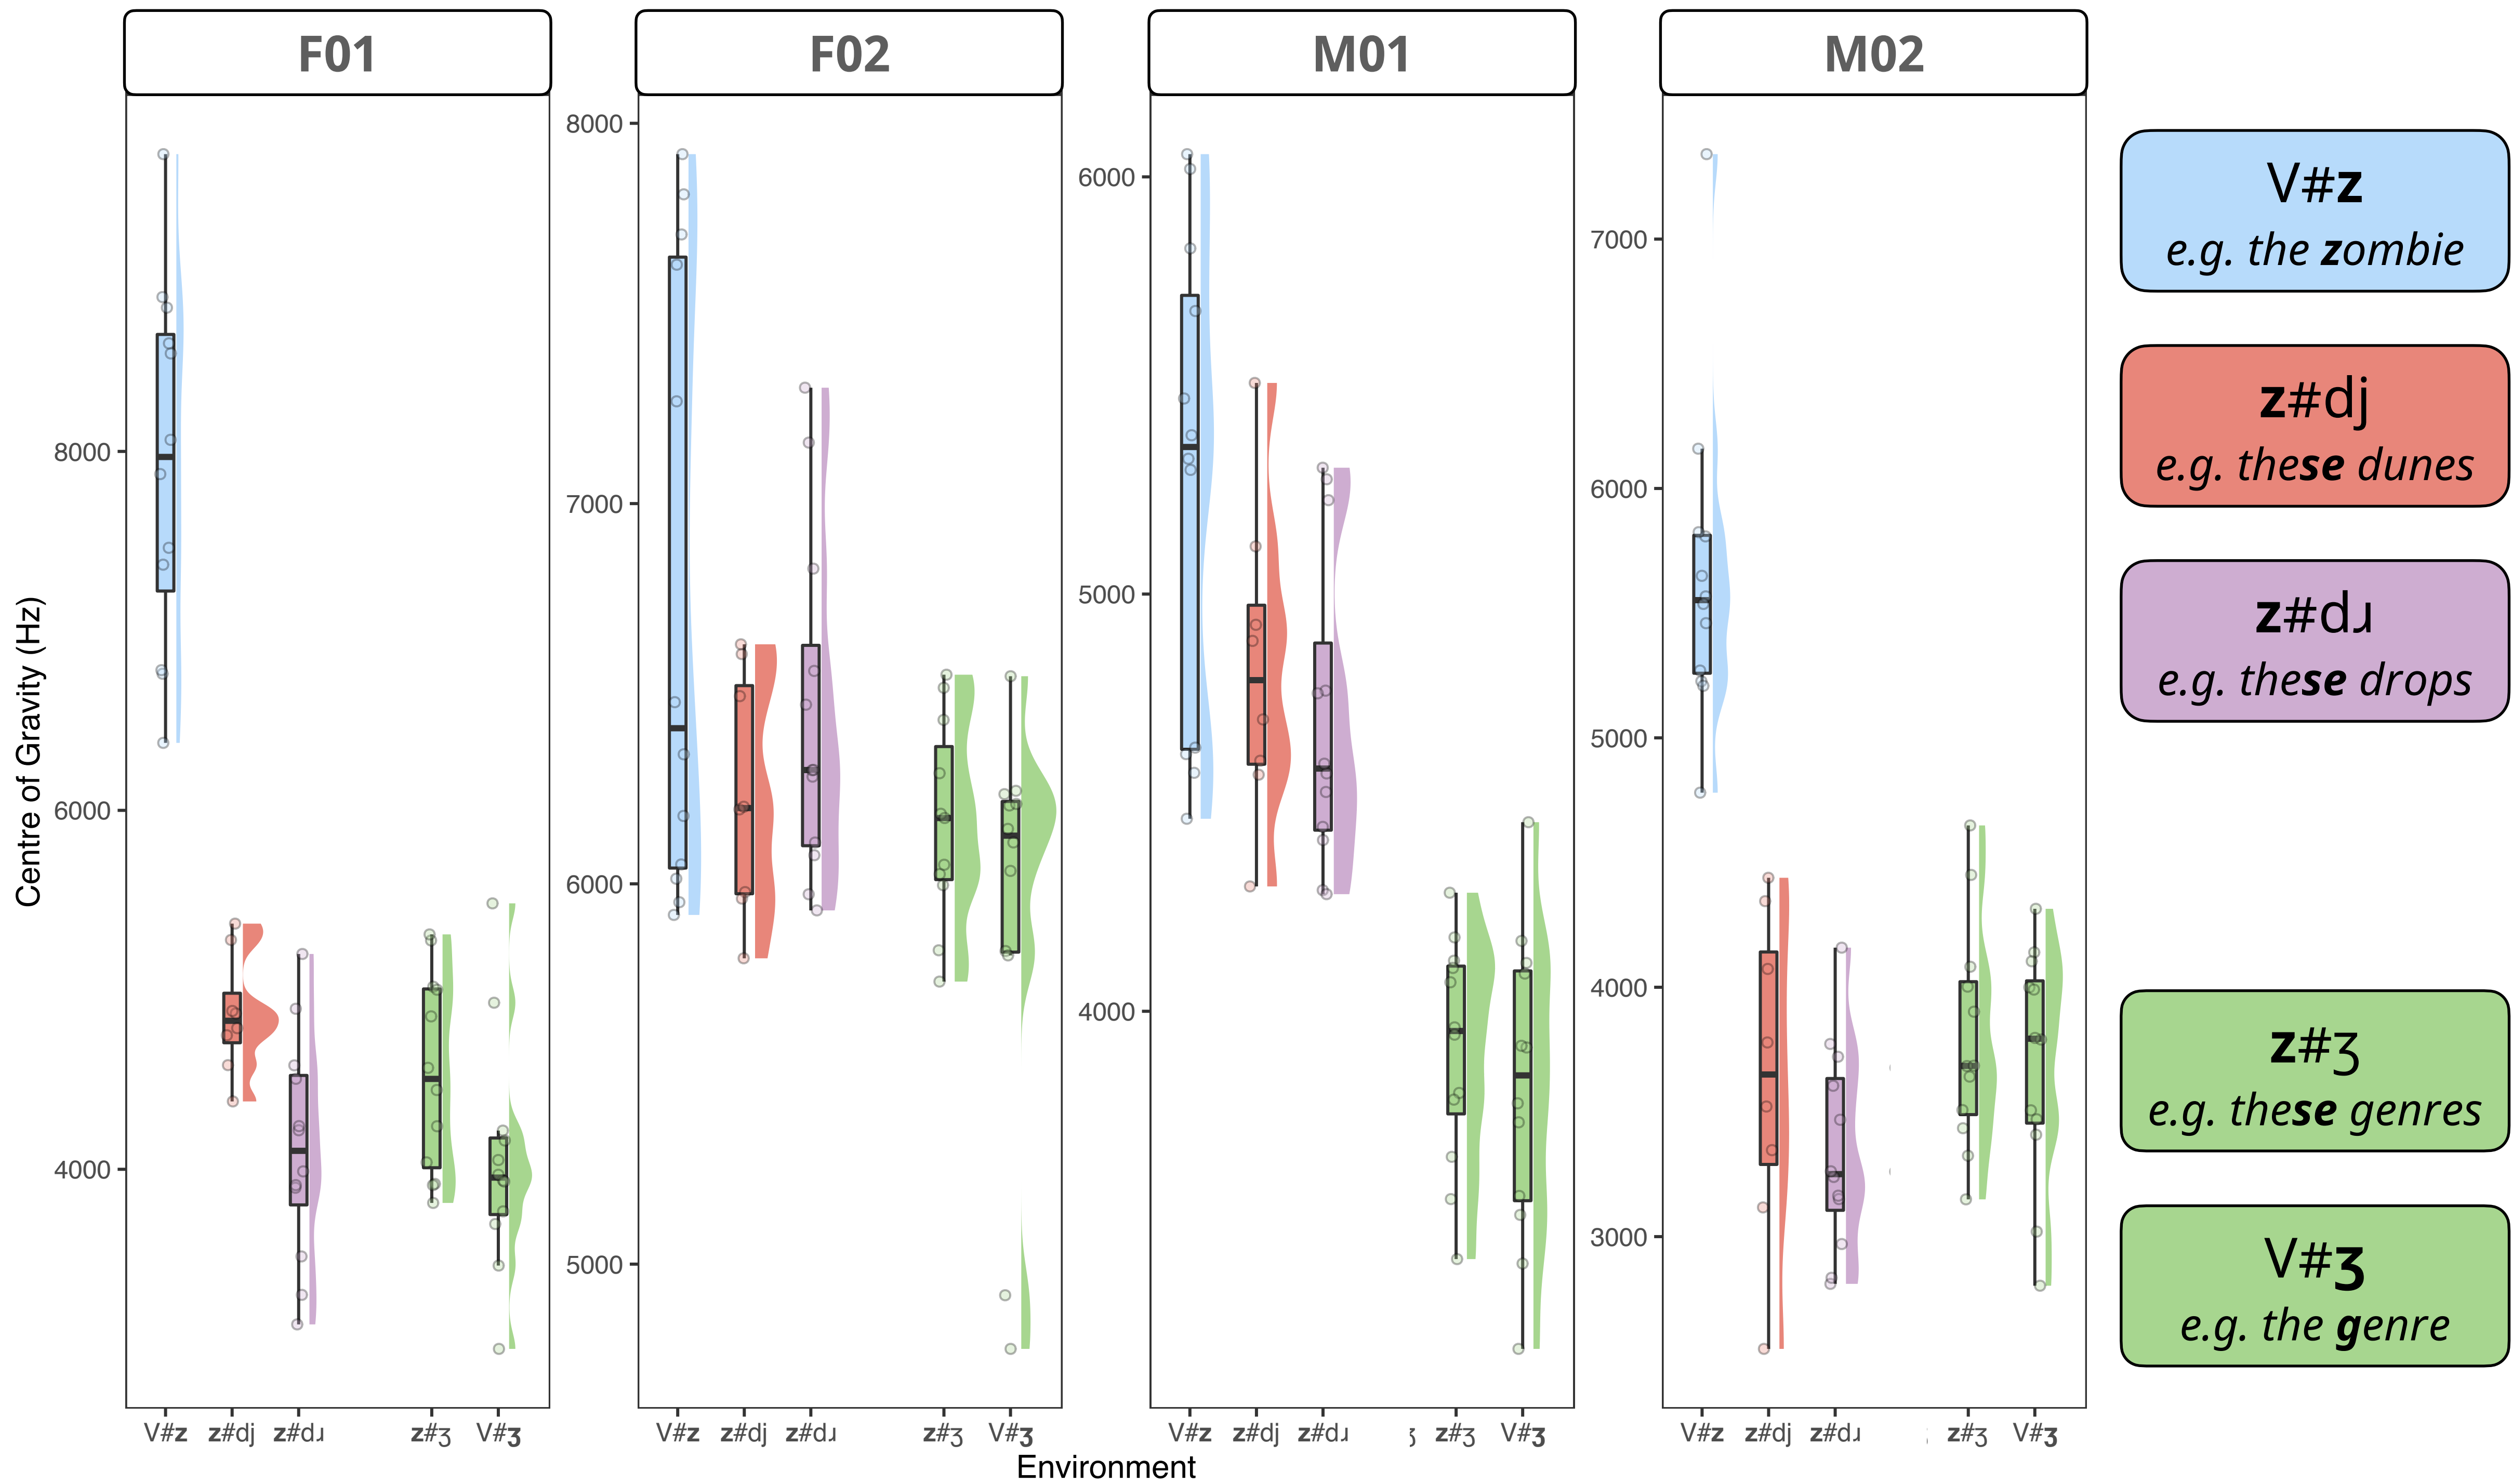 F01 F02 M01 M02
8000
6000
4000
8000
7000
6000
5000
6000
5000
4000
7000
6000
5000
4000
3000
Centre of Gravity (Hz)
V#z z#dj z#dɹ z#ʒ V#ʒ
V#z z#dj z#dɹ z#ʒ V#ʒ
V#z z#dj z#dɹ z#ʒ V#ʒ
V#z z#dj z#dɹ z#ʒ V#ʒ
Environment
V#z
e.g. the zombie
z#dj
e.g. these dunes
z#dɹ
e.g. these drops
z#ʒ
e.g. these genres
V#ʒ
e.g. the genre